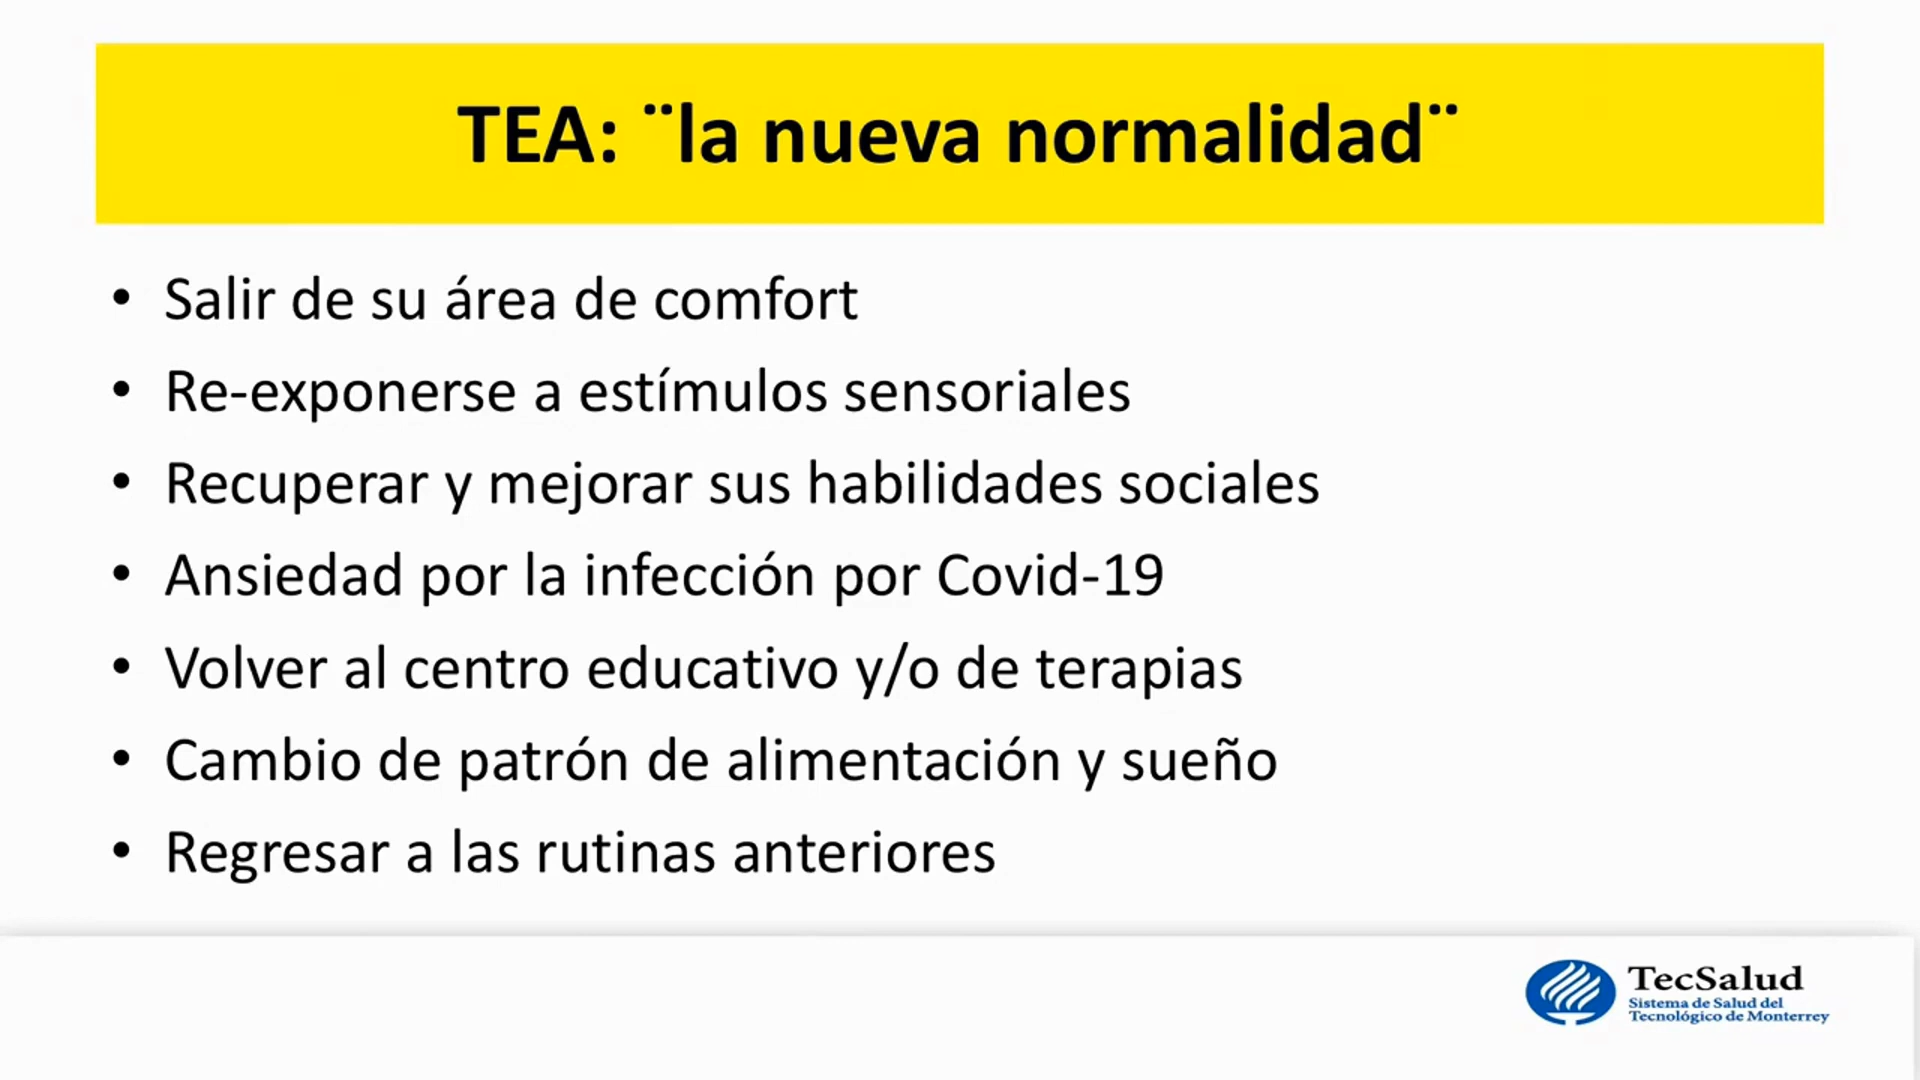 TEA: ¨la nueva normalidad¨
• Salir de su área de comfort
• Re-exponerse a estímulos sensoriales
• Recuperar y mejorar sus habilidades sociales
• Ansiedad por la infección por Covid-19
• Volver al centro educativo y/o de terapias
• Cambio de patrón de alimentación y sueño
• Regresar a las rutinas anteriores
TecSalud
Sistema de Salud del
Tecnológico de Monterrey